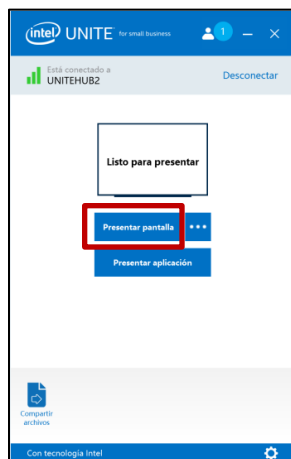 intel UNITE for small business 1
Está conectado a
UNITEHUB2
Desconectar
Listo para presentar
Presentar pantalla
Presentar aplicación
Compartir
archivos
Con tecnología Intel